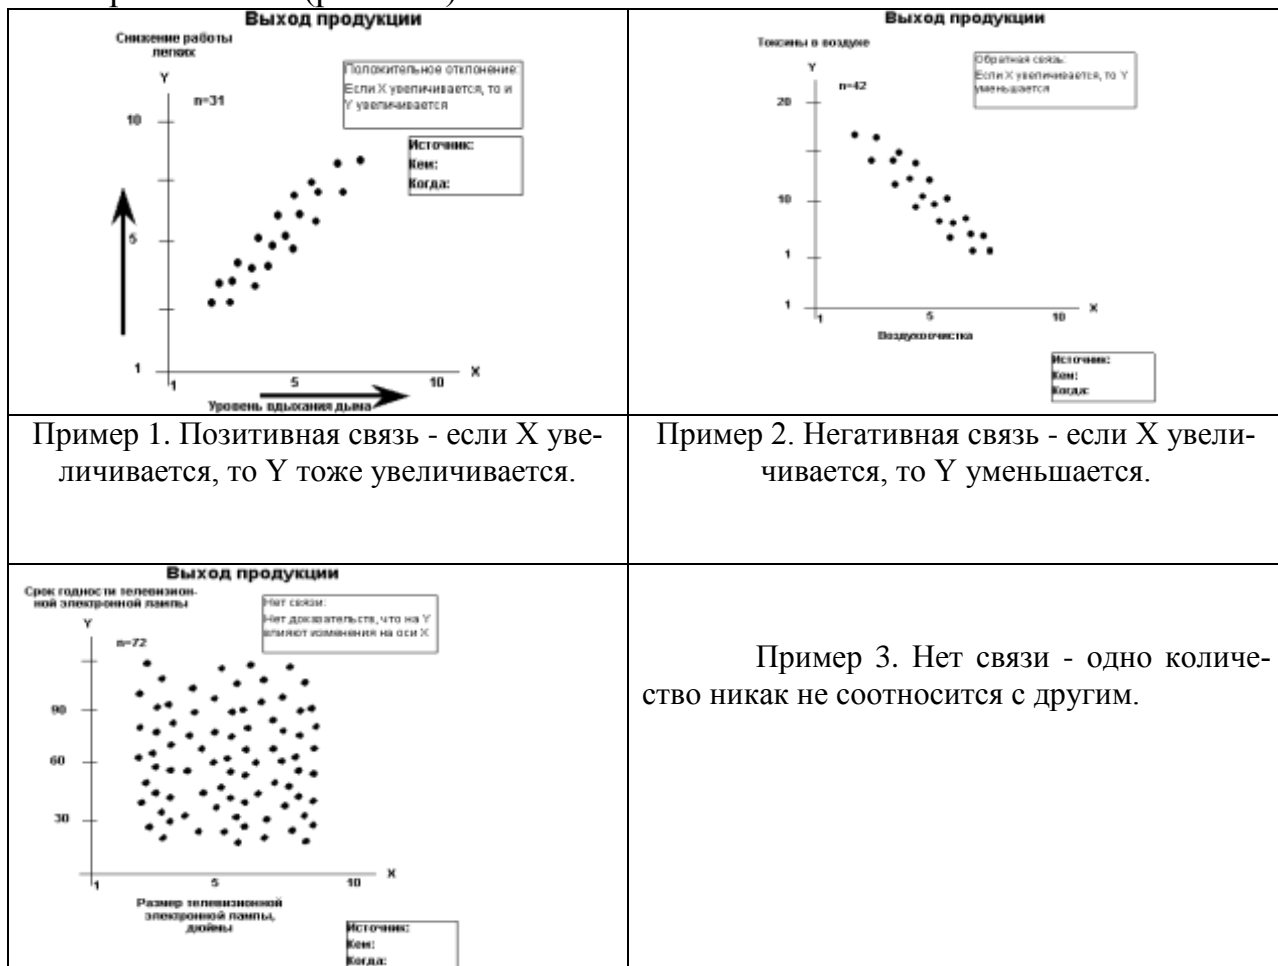 Выход продукции
Снижение работы
легких
Y
n=31
Положительное отклонение:
Если X увеличивается, то и
Y увеличивается
Источник:
Кем:
Когда:
10
5
1
1
5
10
X
Уровень вдыхания дыма
Выход продукции
Токсины в воздухе
Y
n=42
Обратная связь:
Если X увеличивается, то Y
уменьшается
20
10
1
1
1
5
10
X
Воздухоочистка
Источник:
Кем:
Когда:
Пример 1. Позитивная связь - если X уве-
личивается, то Y тоже увеличивается.
Пример 2. Негативная связь - если X увели-
чивается, то Y уменьшается.
Выход продукции
Срок годности телевизион-
ной электронной лампы
Y
n=72
Нет связи:
Нет доказательств, что на Y
влияют изменения на оси X
90
60
30
1
5
10
X
Размер телевизионной
электронной лампы,
дюймы
Источник:
Кем:
Когда:
Пример 3. Нет связи - одно количе-
ство никак не соотносится с другим.